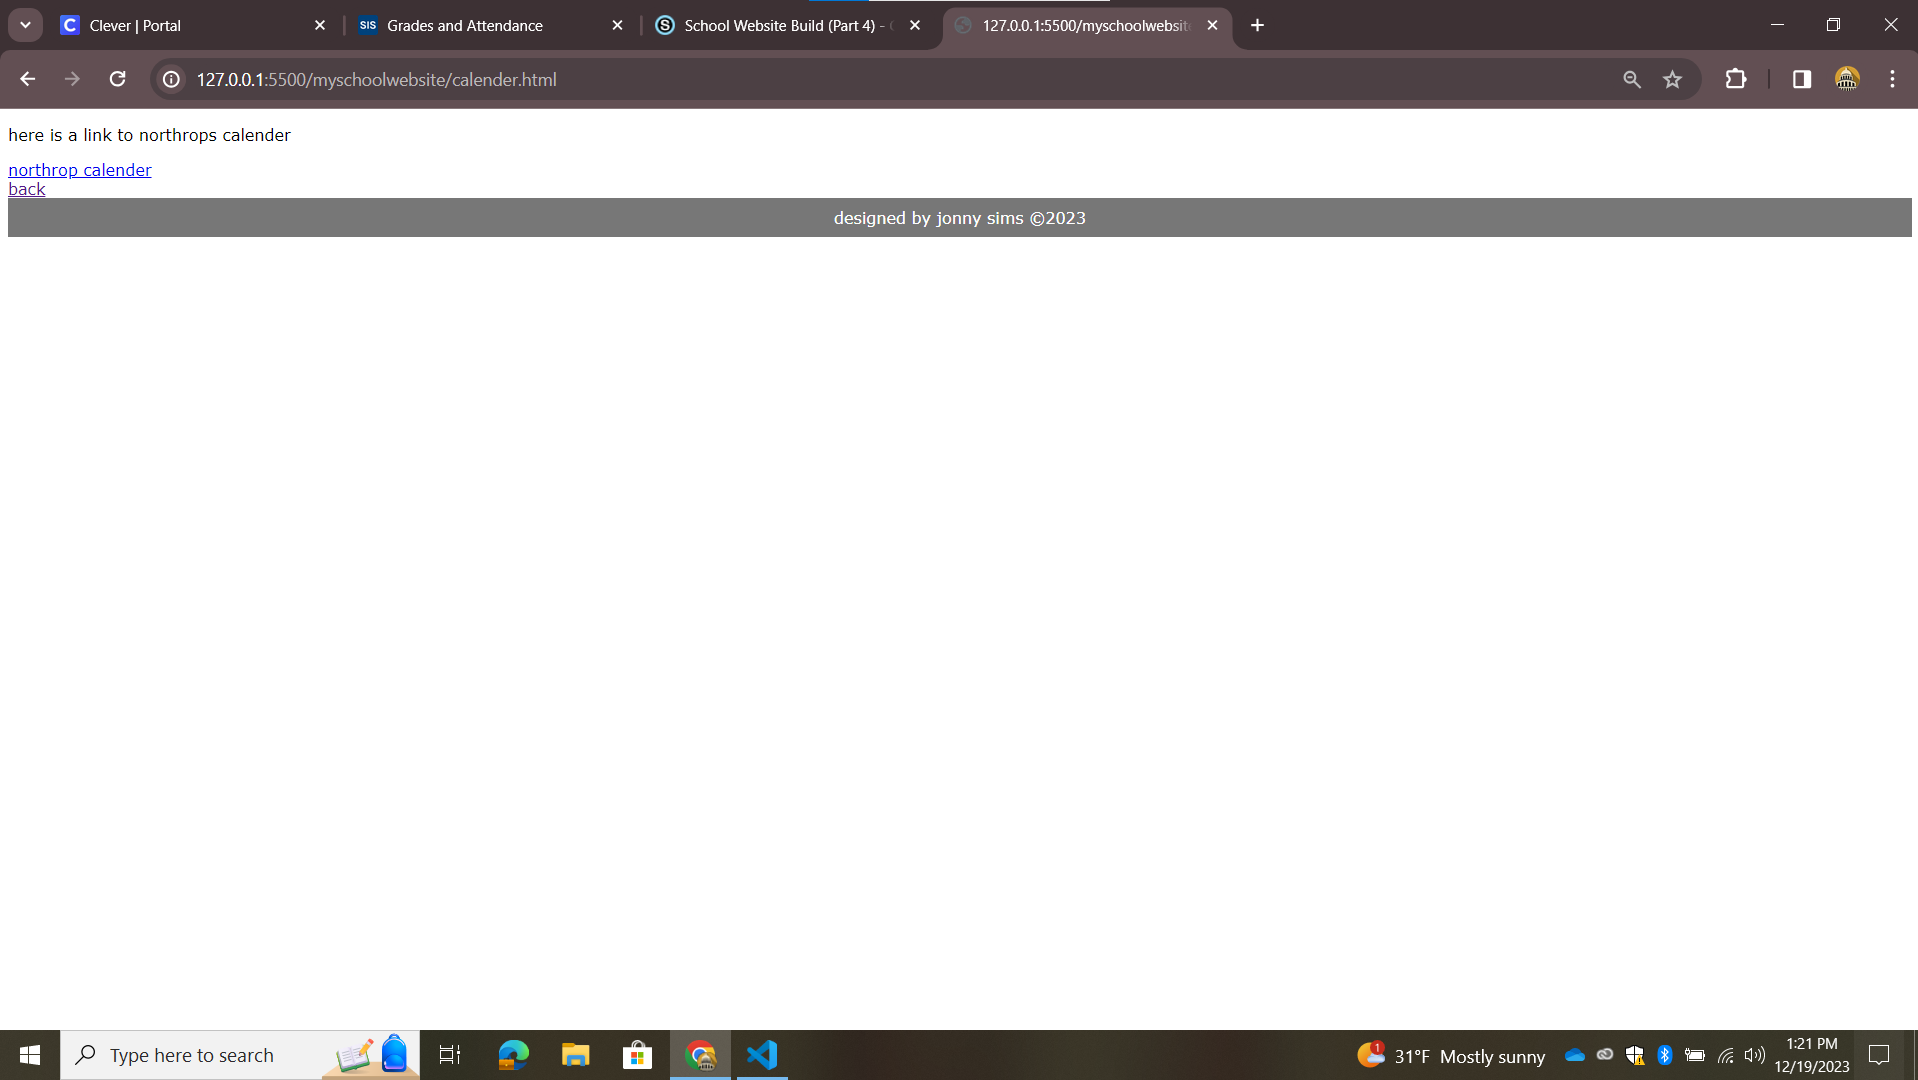 Clever | Portal
SIS Grades and Attendance
School Website Build (Part 4) -
127.0.0.1:5500/myschoolwebsite
127.0.0.1:5500/myschoolwebsite/calender.html
here is a link to northrops calender
northrop calender
back
designed by jonny sims ©2023
Type here to search
1
31°F Mostly sunny
1:21 PM
12/19/2023